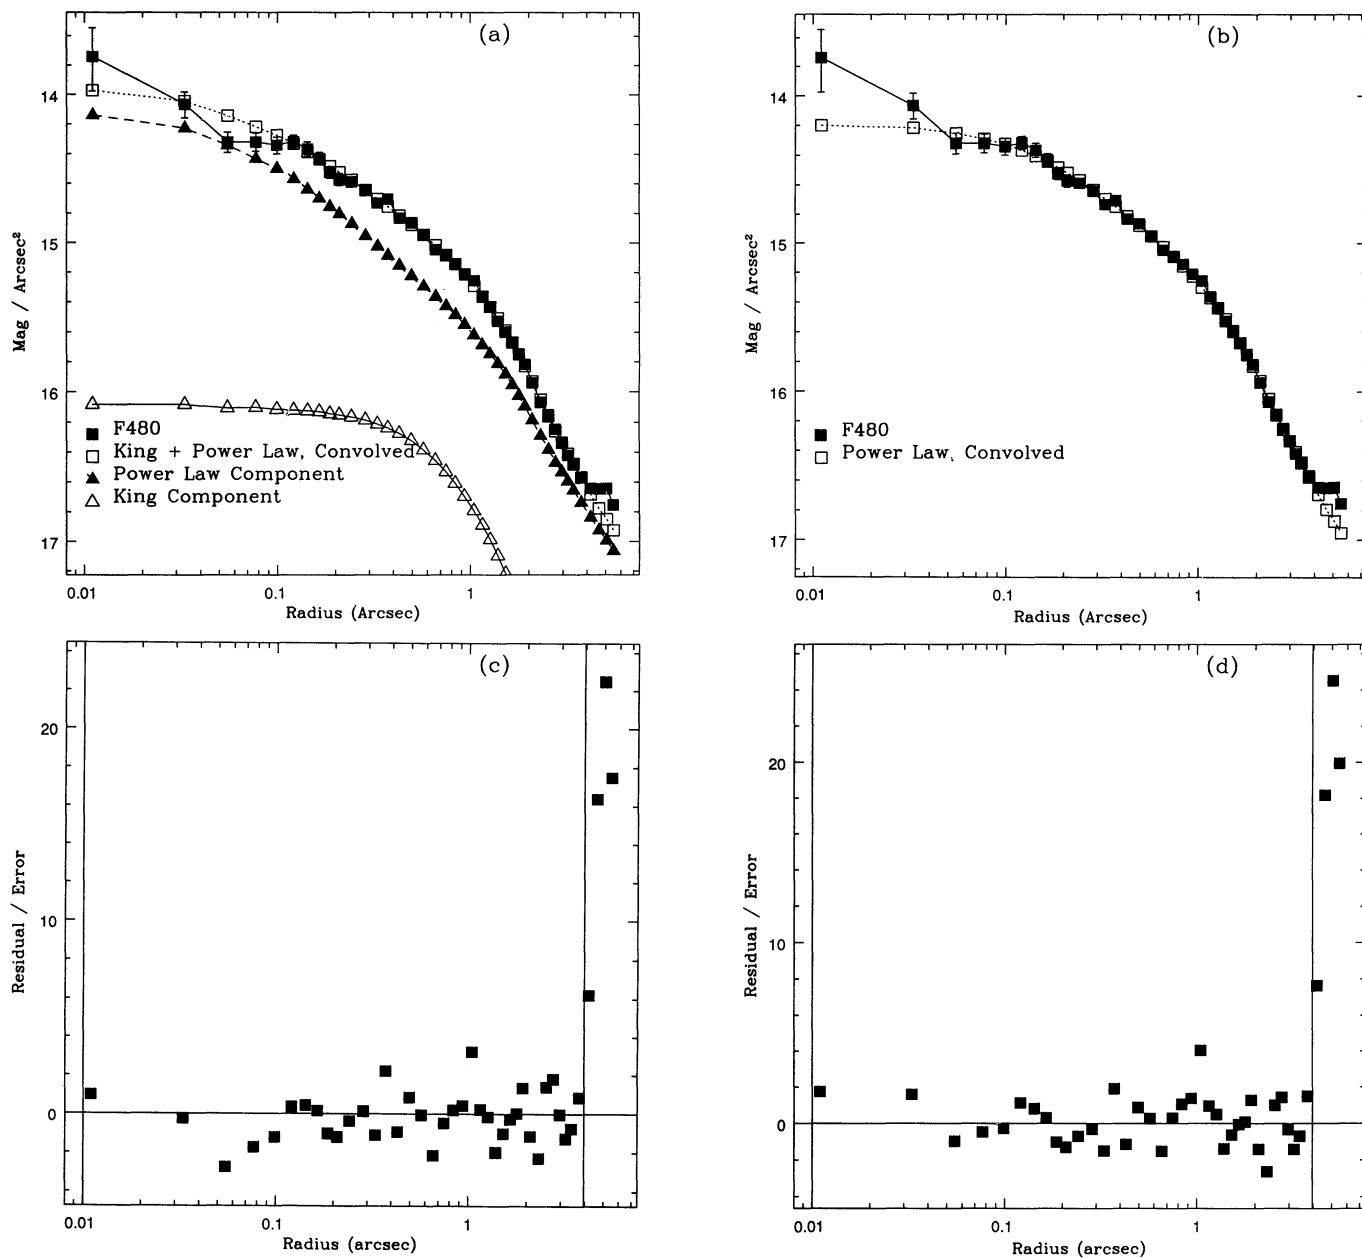 (a)
14
15
16
17
Mag / Arcsec²
F480
King + Power Law, Convolved
Power Law Component
King Component
0.01
0.1
1
Radius (Arcsec)
(b)
14
15
16
17
Mag / Arcsec²
F480
Power Law, Convolved
0.01
0.1
1
Radius (Arcsec)
(c)
20
10
0
Residual / Error
0.01
0.1
1
Radius (arcsec)
(d)
20
10
0
Residual / Error
0.01
0.1
1
Radius (arcsec)